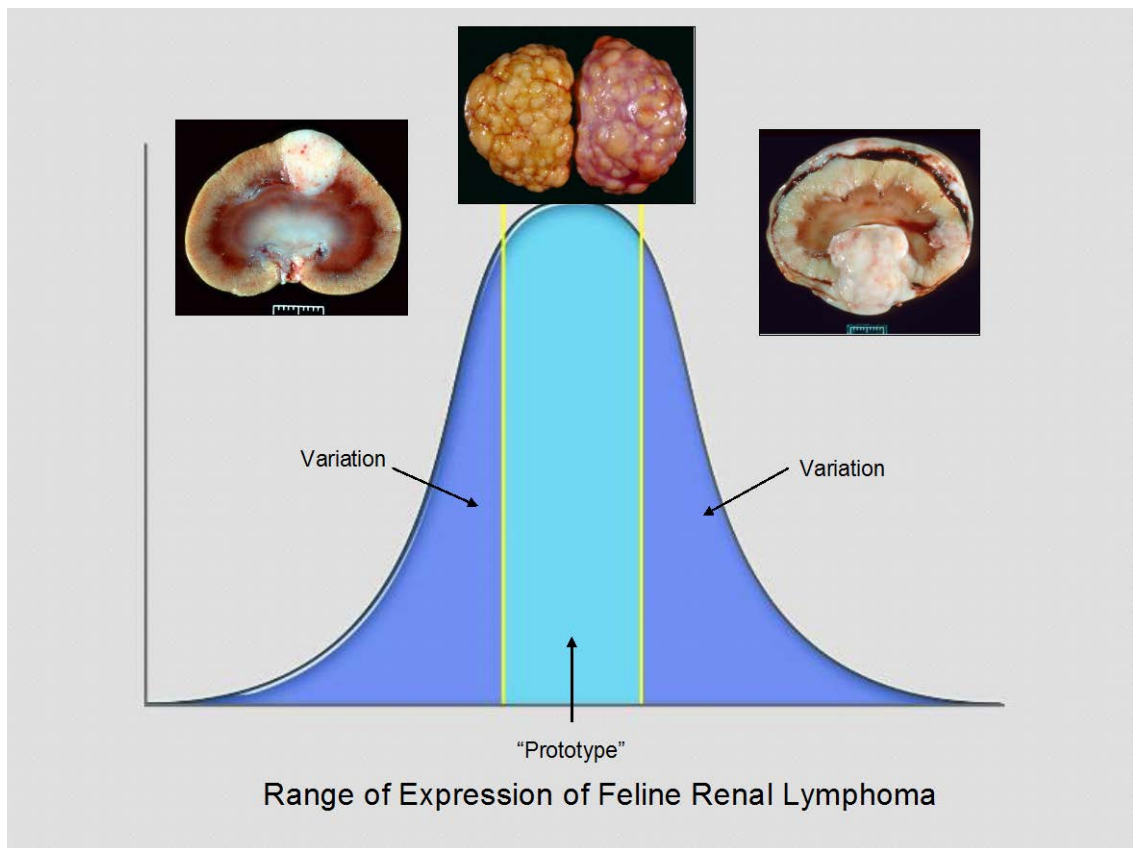 Variation
Variation
“Prototype”
Range of Expression of Feline Renal Lymphoma